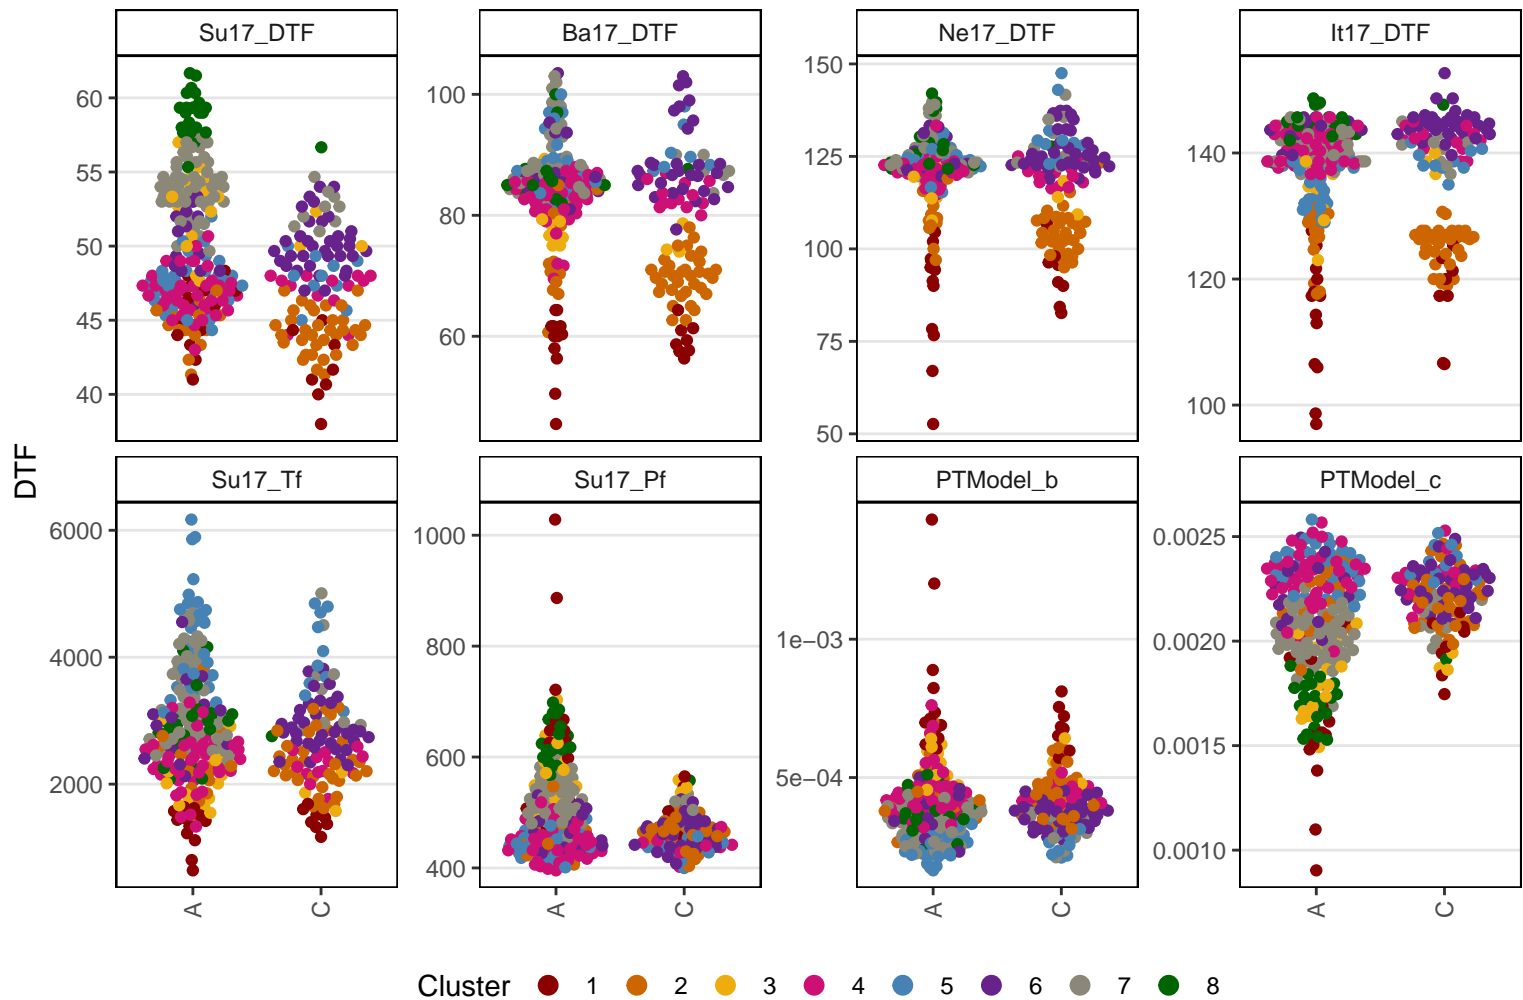 Su17_DTF
Ba17_DTF
Ne17_DTF
It17_DTF
60
55
50
45
40
100
80
60
150
125
100
75
50
140
120
100
DTF
Su17_Tf
Su17_Pf
PTModel_b
PTModel_c
6000
4000
2000
1000
800
600
400
1e−03
5e−04
0.0025
0.0020
0.0015
0.0010
A
C
A
C
A
C
A
C
Cluster 1 2 3 4 5 6 7 8